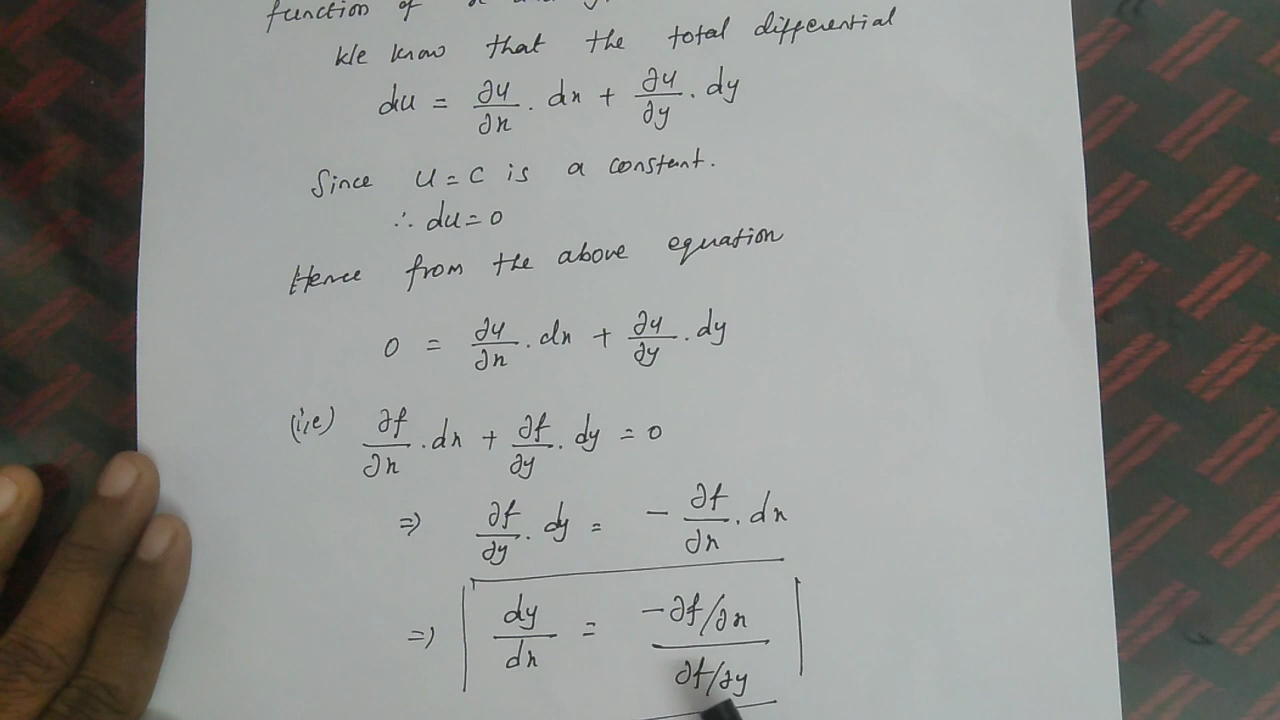 function of
We know that the total differential
du = ∂u/∂x . dx + ∂u/∂y . dy
Since u = c is a constant.
∴ du = 0
Hence from the above equation
0 = ∂u/∂x . dx + ∂u/∂y . dy
(i,e) ∂f/∂x . dx + ∂f/∂y . dy = 0
⇒ ∂f/∂y . dy = - ∂f/∂x . dx
⇒ dy/dx = (-∂f/∂x)/(∂f/∂y)